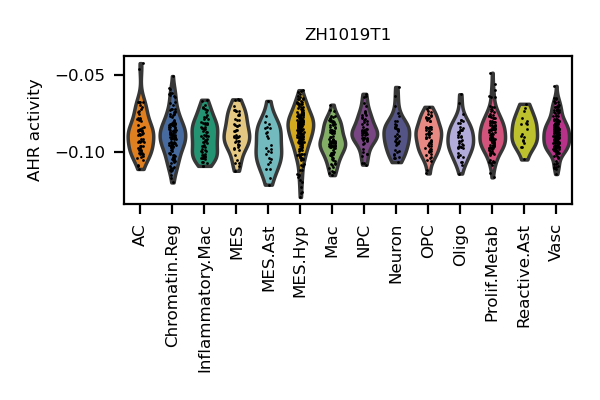 ZH1019T1
AHR activity
−0.05
−0.10
AC
Chromatin.Reg
Inflammatory.Mac
MES
MES.Ast
MES.Hyp
Mac
NPC
Neuron
OPC
Oligo
Prolif.Metab
Reactive.Ast
Vasc